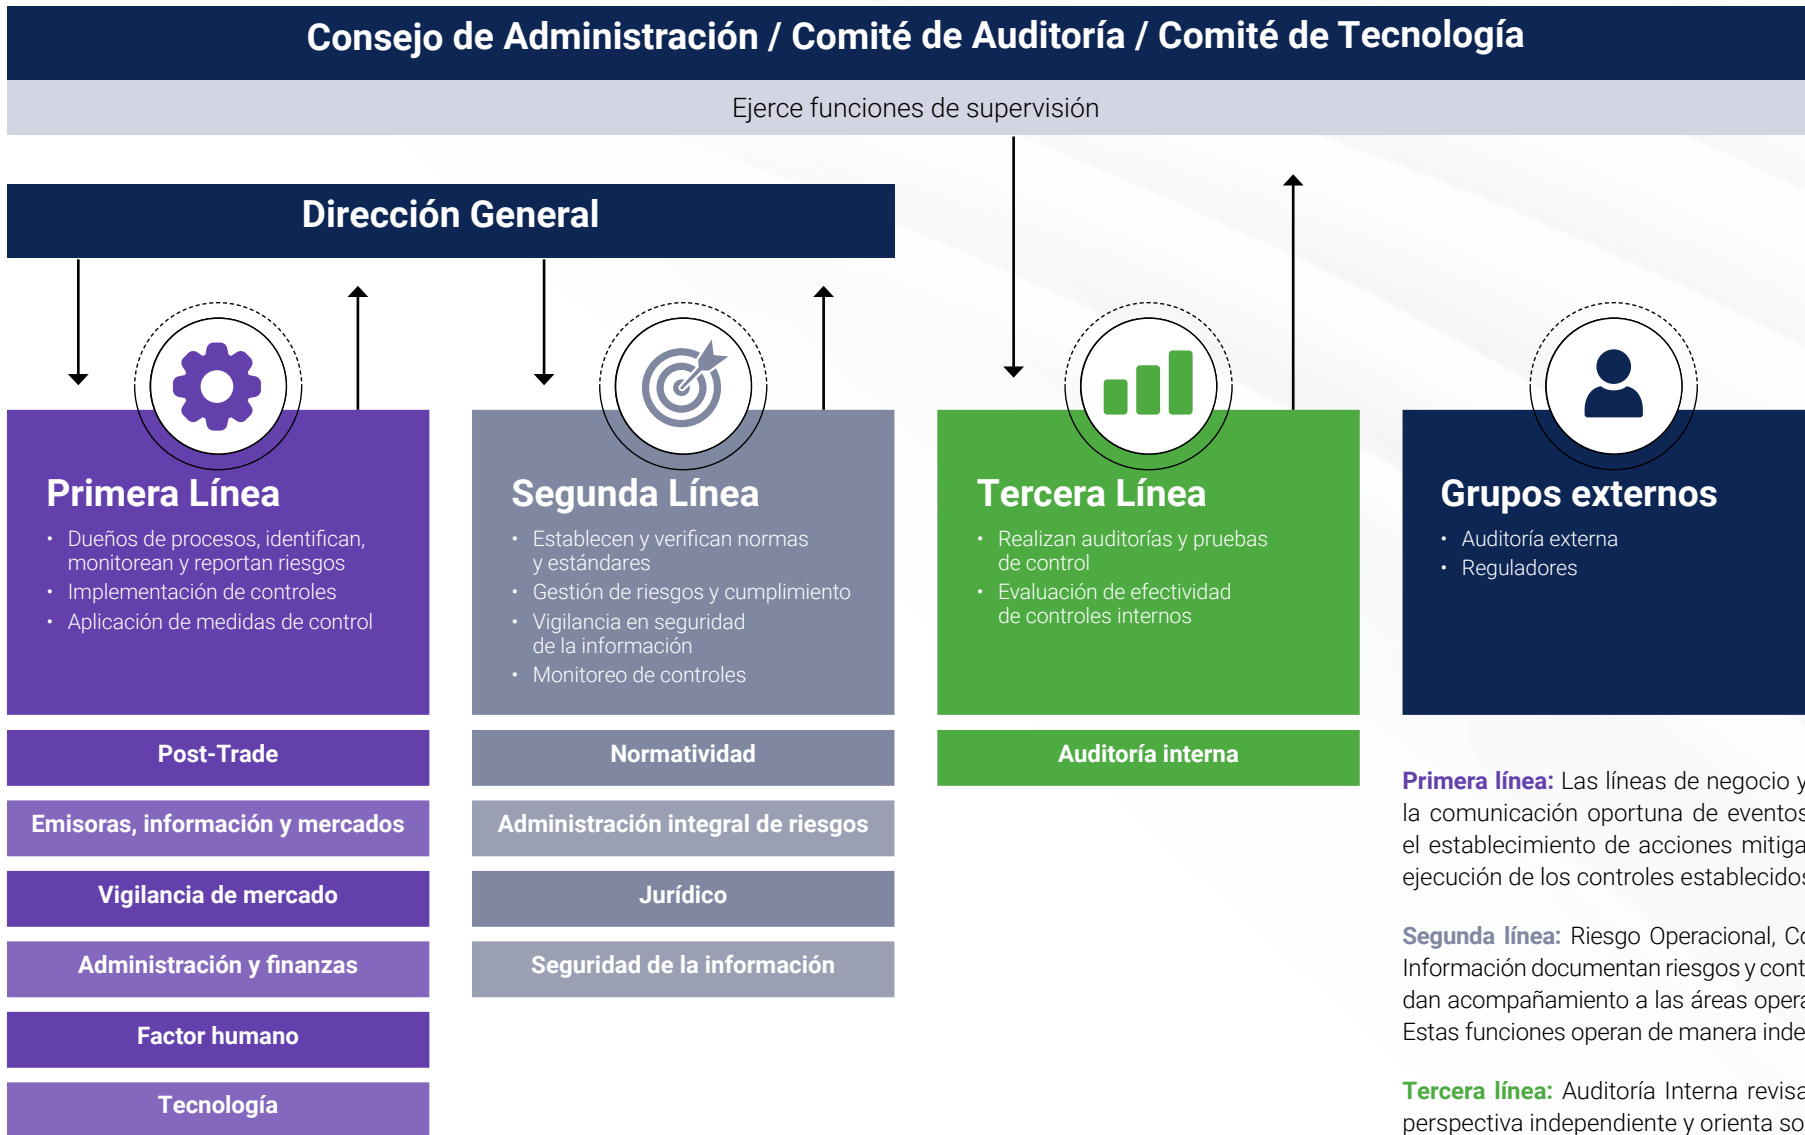 Consejo de Administración / Comité de Auditoría / Comité de Tecnología
Ejerce funciones de supervisión
Dirección General
Primera Línea
• Dueños de procesos, identifican,
monitorean y reportan riesgos
• Implementación de controles
• Aplicación de medidas de control
Post-Trade
Emisoras, información y mercados
Vigilancia de mercado
Administración y finanzas
Factor humano
Tecnología
Segunda Línea
• Establecen y verifican normas
y estándares
• Gestión de riesgos y cumplimiento
• Vigilancia en seguridad
de la información
• Monitoreo de controles
Normatividad
Administración integral de riesgos
Jurídico
Seguridad de la información
Tercera Línea
• Realizan auditorías y pruebas
de control
• Evaluación de efectividad
de controles internos
Auditoría interna
Grupos externos
• Auditoría externa
• Reguladores
Primera línea: Las líneas de negocio y
la comunicación oportuna de eventos
el establecimiento de acciones mitiga
ejecución de los controles establecidos
Segunda línea: Riesgo Operacional, Co
Información documentan riesgos y cont
dan acompañamiento a las áreas opera
Estas funciones operan de manera inde
Tercera línea: Auditoría Interna revisa
perspectiva independiente y orienta so